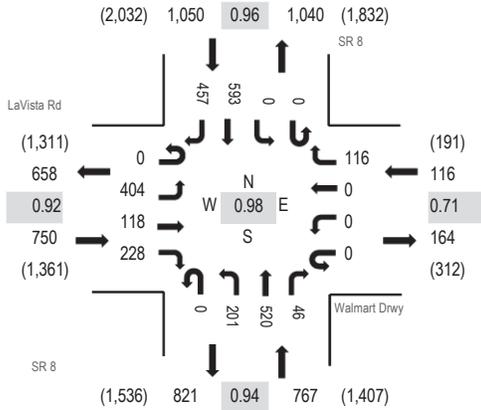 (2,032) 1,050 0.96 1,040 (1,832)
SR 8
457 593 0 0
LaVista Rd
(1,311)
658
0.92
750
(1,361)
0
404
118
228
N
W 0.98 E
S
116
0
0
0
(191)
116
0.71
164
(312)
0 201 520 46
Walmart Drwy
SR 8
(1,536) 821 0.94 767 (1,407)